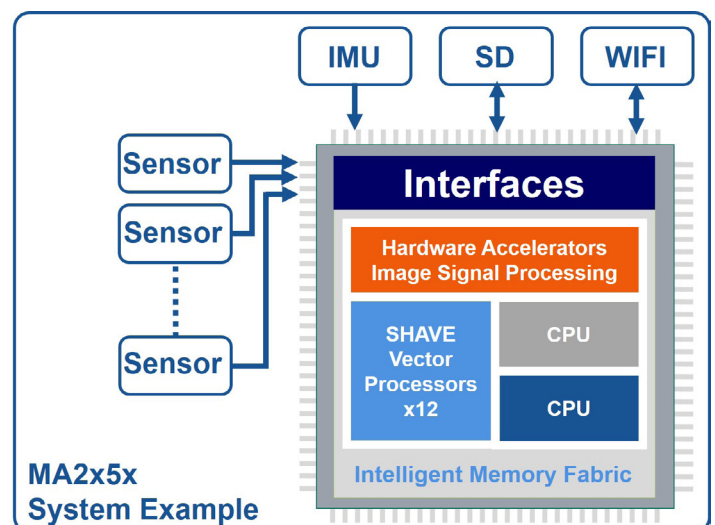 IMU
SD
WIFI
Sensor
Sensor
Sensor
Interfaces
Hardware Accelerators
Image Signal Processing
SHAVE
Vector
Processors
x12
CPU
CPU
Intelligent Memory Fabric
MA2x5x
System Example